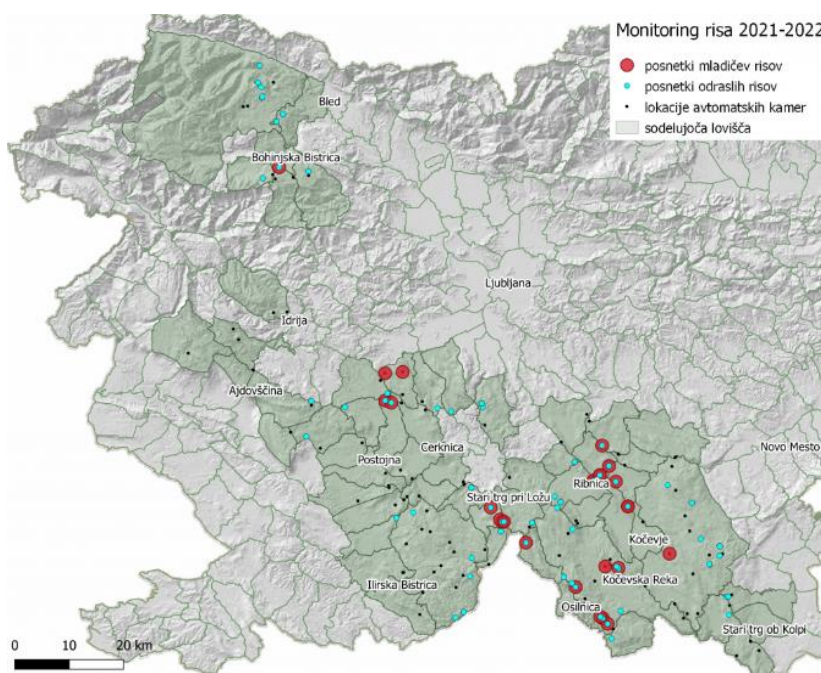 Monitoring risa 2021-2022
posnetki mladičev risov
posnetki odraslih risov
lokacije avtomatskih kamer
sodelujoča lovišča
Bled
Bohinjska Bistrica
Ljubljana
Idrija
Ajdovščina
Cerknica
Novo Mesto
Postojna
Ribnica
Stari trg pri Ložu
Kočevje
Kočevska Reka
Ilirska Bistrica
Osilnica
Stari trg ob Kolpi
0 10 20 km